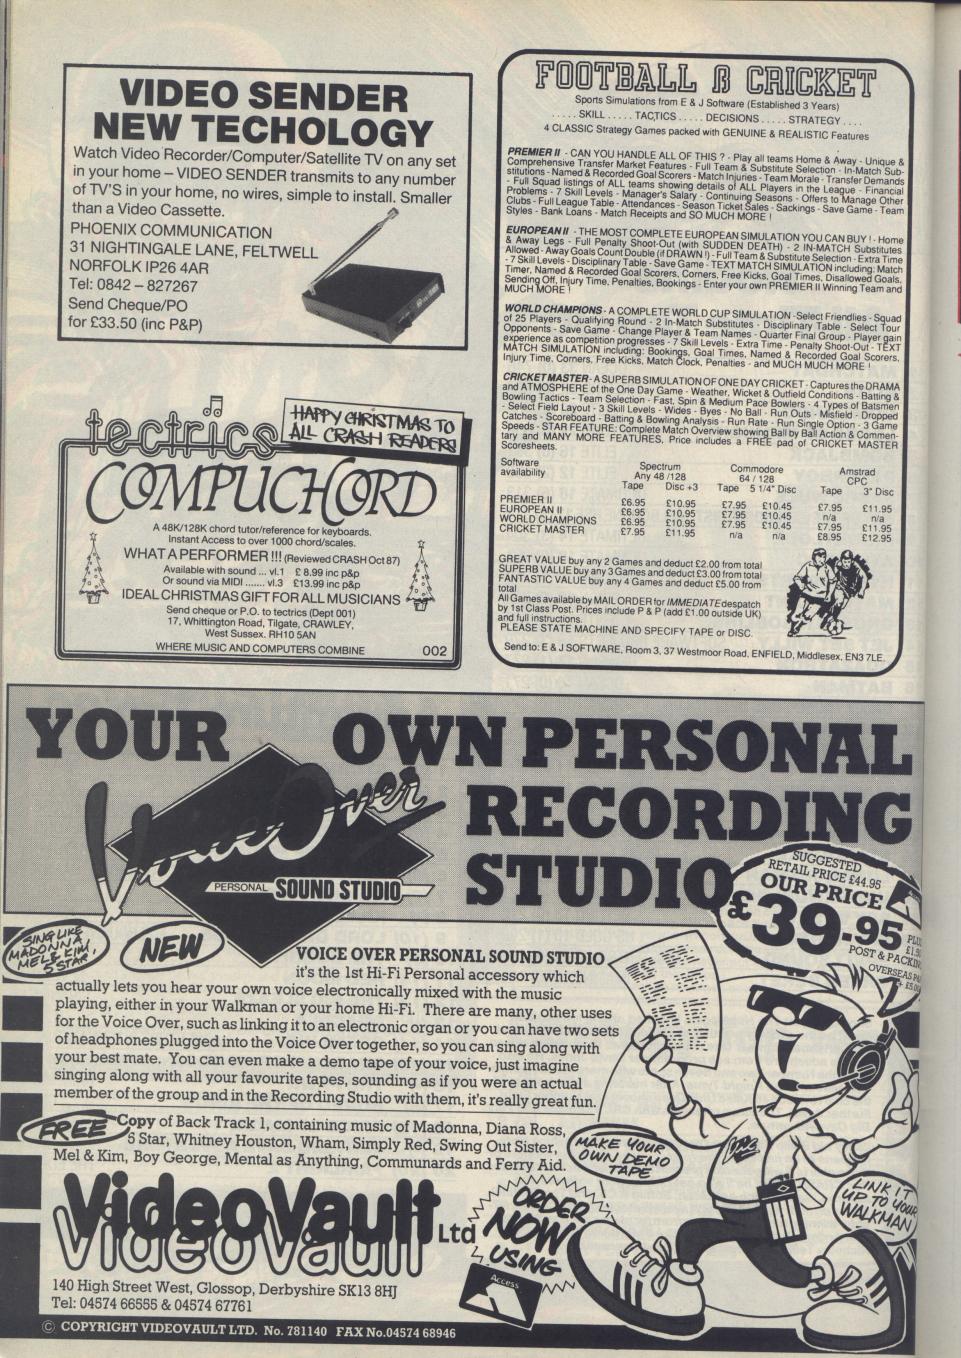 VIDEO SENDER
NEW TECHOLOGY
Watch Video Recorder/Computer/Satellite TV on any set
in your home – VIDEO SENDER transmits to any number
of TV'S in your home, no wires, simple to install. Smaller
than a Video Cassette.
PHOENIX COMMUNICATION
31 NIGHTINGALE LANE, FELTWELL
NORFOLK IP26 4AR
Tel: 0842 – 827267
Send Cheque/PO
for £33.50 (inc P&P)
tectrics
HAPPY CHRISTMAS TO
ALL CRASH READERS
COMPUCHORD
A 48K/128K chord tutor/reference for keyboards.
Instant Access to over 1000 chord/scales.
WHAT A PERFORMER !!! (Reviewed CRASH Oct 87)
Available with sound ... vl.1 £ 8.99 inc p&p
Or sound via MIDI ....... vl.3 £13.99 inc p&p
IDEAL CHRISTMAS GIFT FOR ALL MUSICIANS
Send cheque or P.O. to tectrics (Dept 001)
17, Whittington Road, Tilgate, CRAWLEY,
West Sussex. RH10 5AN
WHERE MUSIC AND COMPUTERS COMBINE 002
FOOTBALL & CRICKET
Sports Simulations from E & J Software (Established 3 Years)
. . . . . SKILL . . . . . TACTICS . . . . . DECISIONS . . . . . STRATEGY . . . .
4 CLASSIC Strategy Games packed with GENUINE & REALISTIC Features
PREMIER II - CAN YOU HANDLE ALL OF THIS ? - Play all teams Home & Away - Unique &
Comprehensive Transfer Market Features - Full Team & Substitute Selection - In-Match Sub-
stitutions - Named & Recorded Goal Scorers - Match Injuries - Team Morale - Transfer Demands
- Full Squad listings of ALL teams showing details of ALL Players in the League - Financial
Problems - 7 Skill Levels - Manager's Salary - Continuing Seasons - Offers to Manage Other
Clubs - Full League Table - Attendances - Season Ticket Sales - Sackings - Save Game - Team
Styles - Bank Loans - Match Receipts and SO MUCH MORE !
EUROPEAN II - THE MOST COMPLETE EUROPEAN SIMULATION YOU CAN BUY ! - Home
& Away Legs - Full Penalty Shoot-Out (with SUDDEN DEATH) - 2 IN-MATCH Substitutes
Allowed - Away Goals Count Double (if DRAWN !) - Full Team & Substitute Selection - Extra Time
- 7 Skill Levels - Disciplinary Table - Save Game - TEXT MATCH SIMULATION including: Match
Timer, Named & Recorded Goal Scorers, Corners, Free Kicks, Goal Times, Disallowed Goals,
Sending Off, Injury Time, Penalties, Bookings - Enter your own PREMIER II Winning Team and
MUCH MORE !
WORLD CHAMPIONS - A COMPLETE WORLD CUP SIMULATION -Select Friendlies - Squad
of 25 Players - Qualifying Round - 2 In-Match Substitutes - Disciplinary Table - Select Tour
Opponents - Save Game - Change Player & Team Names - Quarter Final Group - Player gain
experience as competition progresses - 7 Skill Levels - Extra Time - Penalty Shoot-Out - TEXT
MATCH SIMULATION including: Bookings, Goal Times, Named & Recorded Goal Scorers,
Injury Time, Corners, Free Kicks, Match Clock, Penalties - and MUCH MUCH MORE !
CRICKET MASTER - A SUPERB SIMULATION OF ONE DAY CRICKET - Captures the DRAMA
and ATMOSPHERE of the One Day Game - Weather, Wicket & Outfield Conditions - Batting &
Bowling Tactics - Team Selection - Fast, Spin & Medium Pace Bowlers - 4 Types of Batsmen
- Select Field Layout - 3 Skill Levels - Wides - Byes - No Ball - Run Outs - Misfield - Dropped
Catches - Scoreboard - Batting & Bowling Analysis - Run Rate - Run Single Option - 3 Game
Speeds - STAR FEATURE: Complete Match Overview showing Ball by Ball Action & Commen-
tary and MANY MORE FEATURES, Price includes a FREE pad of CRICKET MASTER
Scoresheets.
Software availability Spectrum Any 48 /128 Commodore 64 / 128 Amstrad CPC
Tape Disc +3 Tape 5 1/4" Disc Tape 3" Disc
PREMIER II £6.95 £10.95 £7.95 £10.45 £7.95 £11.95
EUROPEAN II £6.95 £10.95 £7.95 £10.45 n/a n/a
WORLD CHAMPIONS £6.95 £10.95 £7.95 £10.45 £7.95 £11.95
CRICKET MASTER £7.95 £11.95 n/a n/a £8.95 £12.95
GREAT VALUE buy any 2 Games and deduct £2.00 from total
SUPERB VALUE buy any 3 Games and deduct £3.00 from total
FANTASTIC VALUE buy any 4 Games and deduct £5.00 from
total
All Games available by MAIL ORDER for IMMEDIATE despatch
by 1st Class Post. Prices include P & P (add £1.00 outside UK)
and full instructions.
PLEASE STATE MACHINE AND SPECIFY TAPE or DISC.
Send to: E & J SOFTWARE, Room 3, 37 Westmoor Road, ENFIELD, Middlesex, EN3 7LE.
YOUR OWN PERSONAL
RECORDING
STUDIO
VoiceOver
PERSONAL SOUND STUDIO
SUGGESTED
RETAIL PRICE £44.95
OUR PRICE
£39.95
POST & PACKING
OVERSEAS
SING LIKE
MADONNA,
MEL & KIM,
5 STAR!
NEW
VOICE OVER PERSONAL SOUND STUDIO
it's the 1st Hi-Fi Personal accessory which
actually lets you hear your own voice electronically mixed with the music
playing, either in your Walkman or your home Hi-Fi. There are many, other uses
for the Voice Over, such as linking it to an electronic organ or you can have two sets
of headphones plugged into the Voice Over together, so you can sing along with
your best mate. You can even make a demo tape of your voice, just imagine
singing along with all your favourite tapes, sounding as if you were an actual
member of the group and in the Recording Studio with them, it's really great fun.
FREE Copy of Back Track 1, containing music of Madonna, Diana Ross,
5 Star, Whitney Houston, Wham, Simply Red, Swing Out Sister,
Mel & Kim, Boy George, Mental as Anything, Communards and Ferry Aid.
MAKE YOUR
OWN DEMO
TAPE
LINK IT
UP TO YOUR
WALKMAN
VideoVault Ltd
ORDER
NOW
USING
Access
140 High Street West, Glossop, Derbyshire SK13 8HJ
Tel: 04574 66555 & 04574 67761
© COPYRIGHT VIDEOVAULT LTD. No. 781140 FAX No.04574 68946